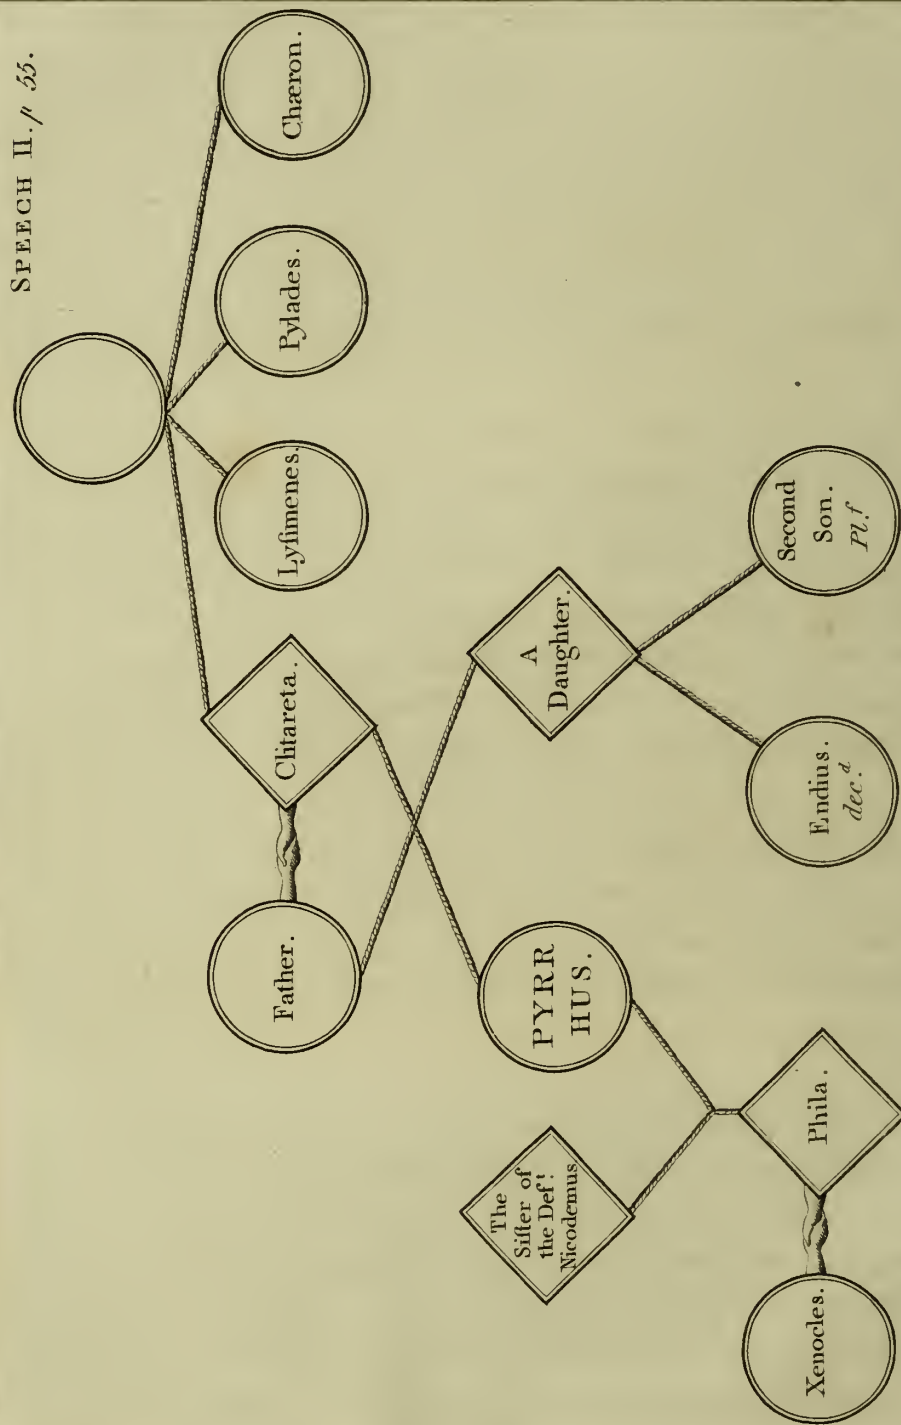 SPEECH II. p 55.
Father.
Clitareta.
Lyſimenes.
Pylades.
Chæron.
The
Siſter of
the Def.t
Nicodemus
PYRR
HUS.
A
Daughter.
Xenocles.
Phila.
Endius.
dec.d
Second
Son.
Pl.f